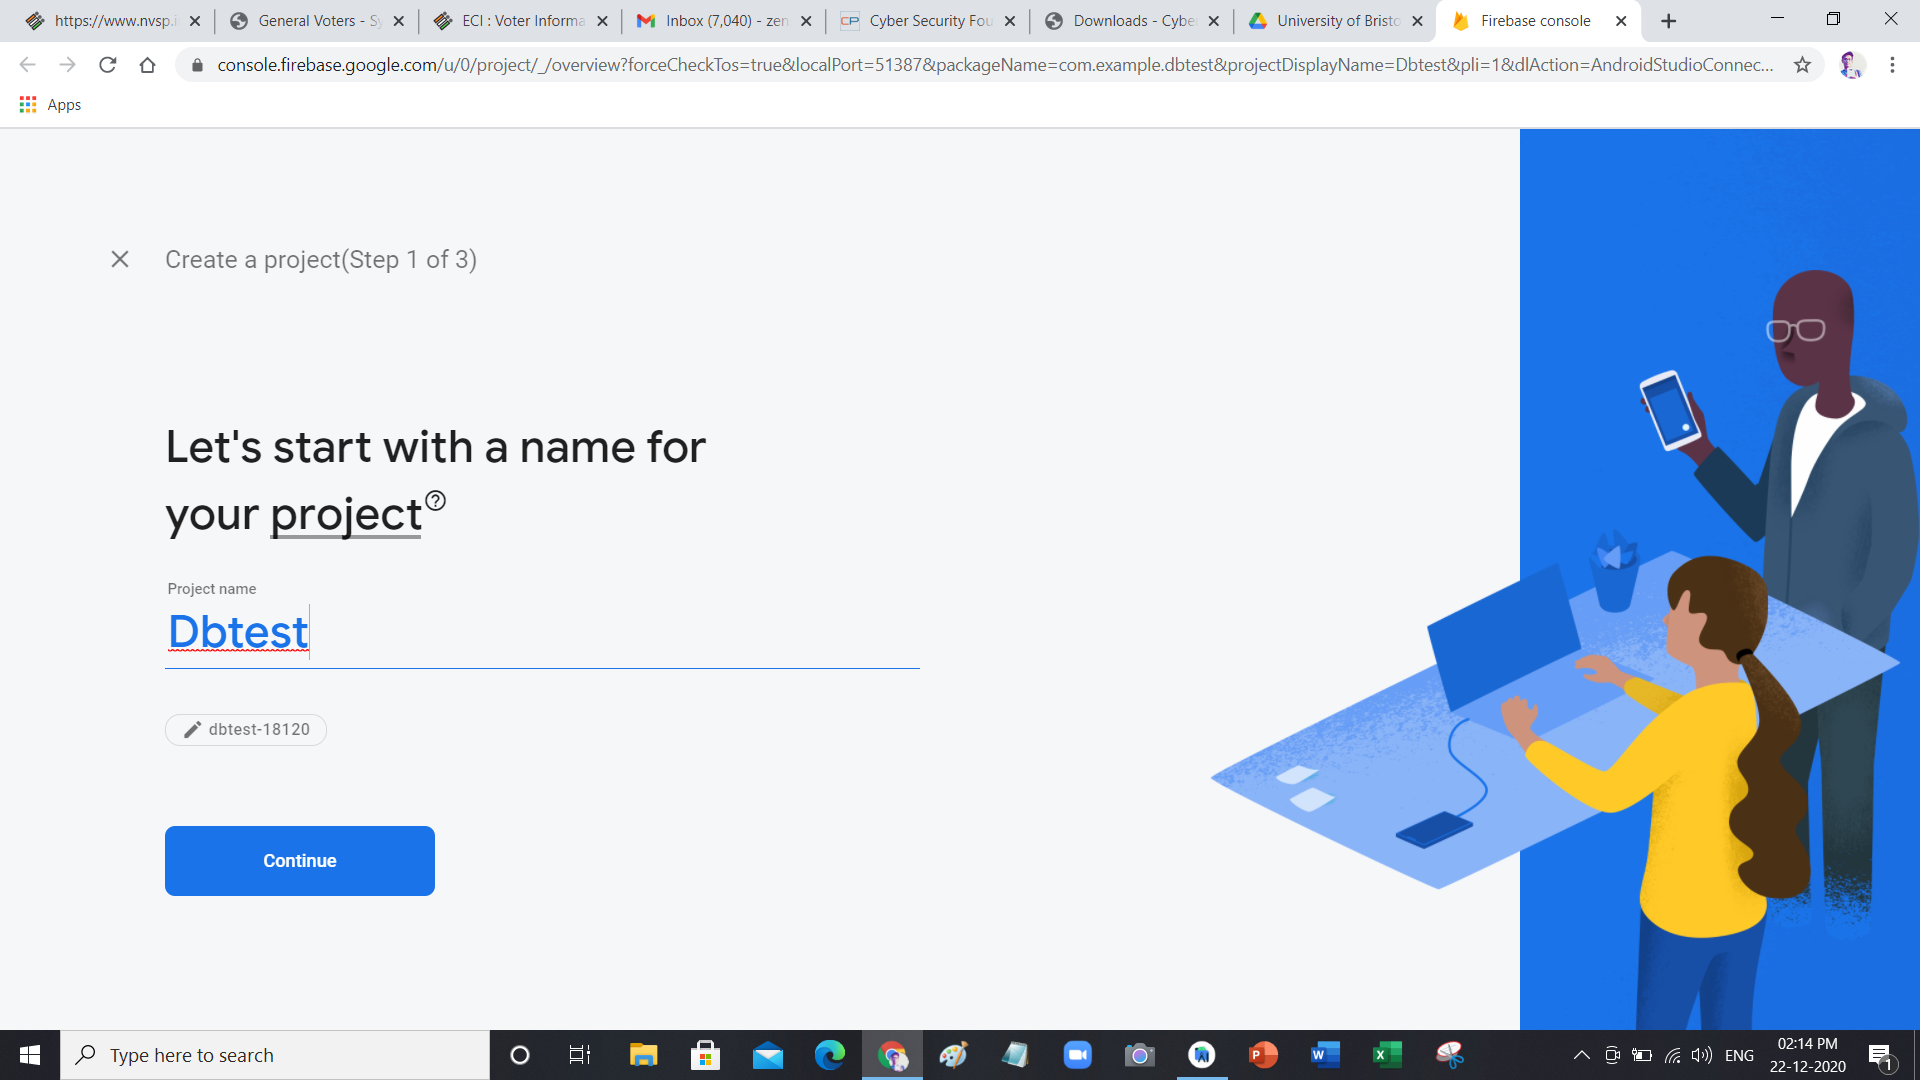 https://www.nvsp.i
General Voters - Sy
ECI : Voter Informa
Inbox (7,040) - zen
Cyber Security Fou
Downloads - Cybe
University of Bristo
Firebase console
console.firebase.google.com/u/0/project/_/overview?forceCheckTos=true&localPort=51387&packageName=com.example.dbtest&projectDisplayName=Dbtest&pli=1&dlAction=AndroidStudioConnec...
Apps
Create a project(Step 1 of 3)
Let's start with a name for
your project
Project name
Dbtest
dbtest-18120
Continue
Type here to search
ENG
02:14 PM
22-12-2020
1